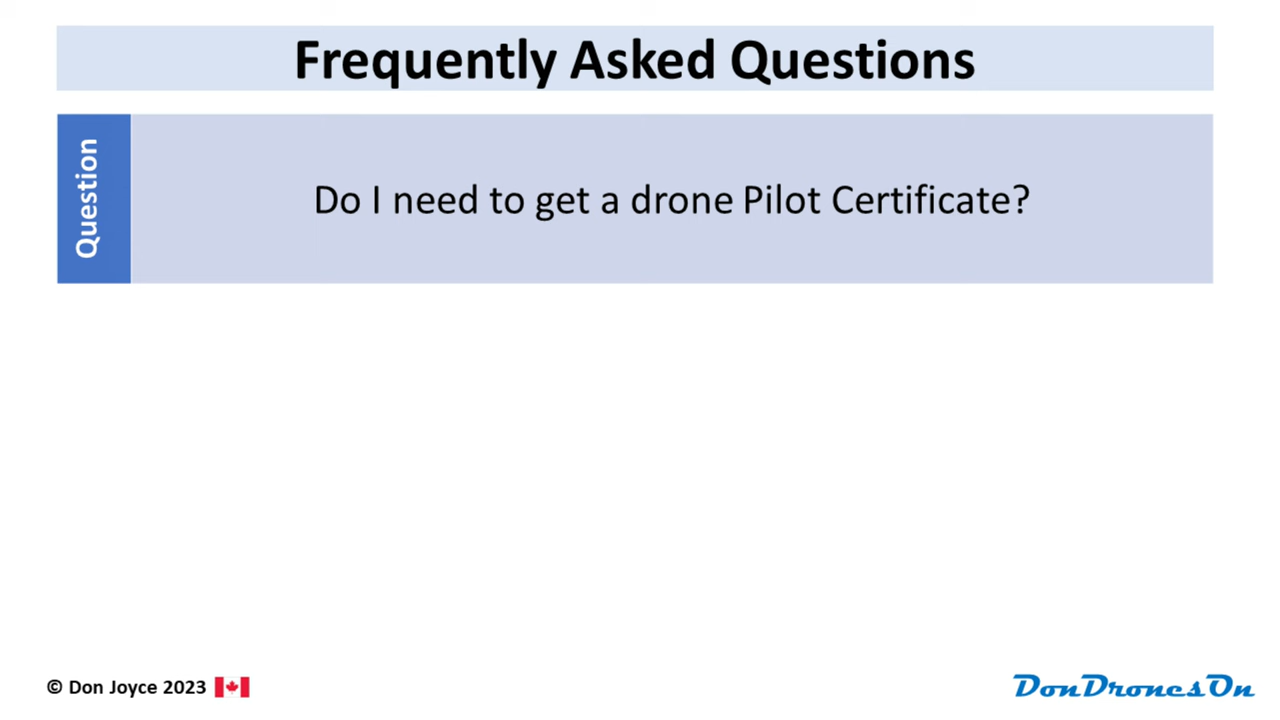 Frequently Asked Questions
Question
Do I need to get a drone Pilot Certificate?
© Don Joyce 2023
DonDronesOn